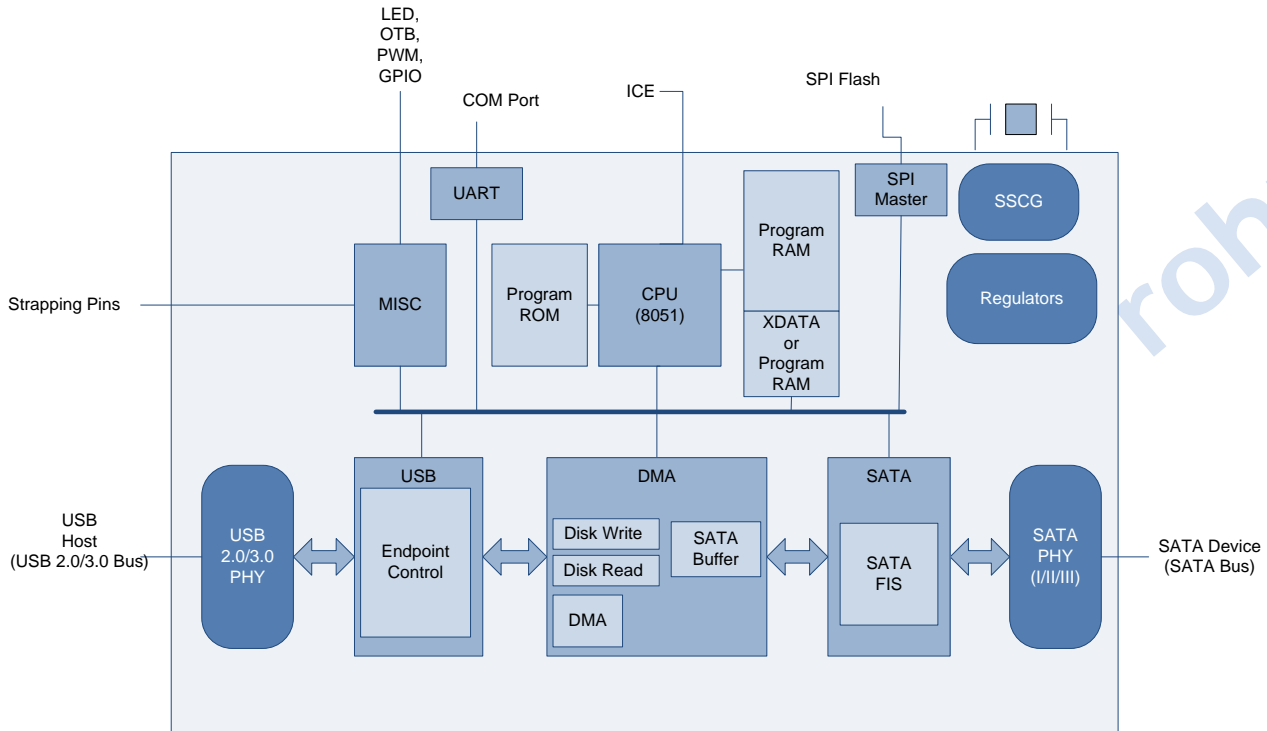 LED,
OTB,
PWM,
GPIO
COM Port
ICE
SPI Flash
UART
SPI
Master
SSCG
Program
RAM
Strapping Pins
MISC
Program
ROM
CPU
(8051)
Regulators
XDATA
or
Program
RAM
USB
DMA
SATA
USB
Host
(USB 2.0/3.0 Bus)
USB
2.0/3.0
PHY
Endpoint
Control
Disk Write
Disk Read
DMA
SATA
Buffer
SATA
FIS
SATA
PHY
(I/II/III)
SATA Device
(SATA Bus)
roh